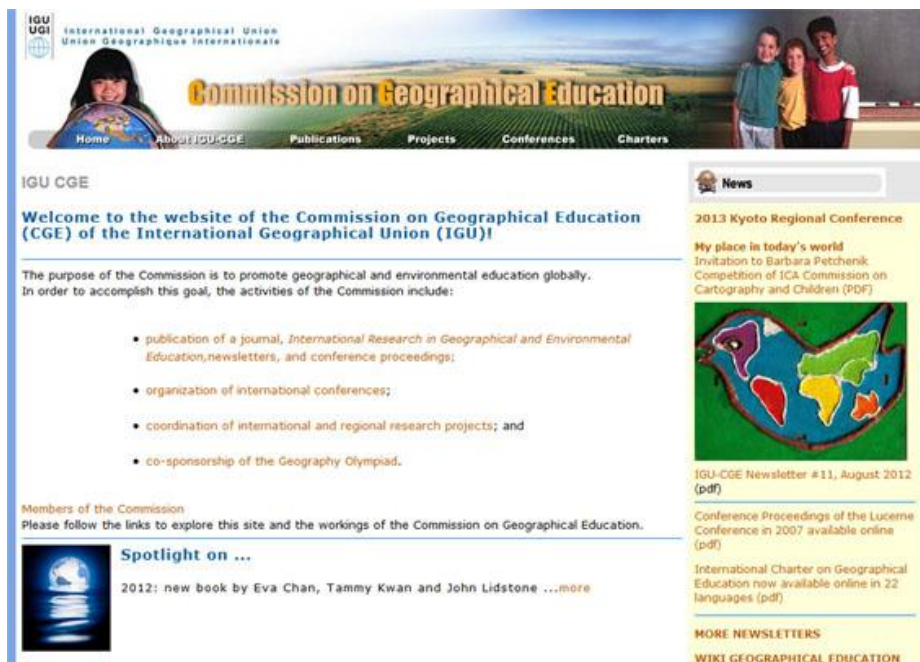 IGU
UGI
International Geographical Union
Union Géographique Internationale
Commission on Geographical Education
Home About IGU-CGE Publications Projects Conferences Charters
IGU CGE
Welcome to the website of the Commission on Geographical Education
(CGE) of the International Geographical Union (IGU)!
The purpose of the Commission is to promote geographical and environmental education globally.
In order to accomplish this goal, the activities of the Commission include:
• publication of a journal, International Research in Geographical and Environmental
Education,newsletters, and conference proceedings;
• organization of international conferences;
• coordination of international and regional research projects; and
• co-sponsorship of the Geography Olympiad.
Members of the Commission
Please follow the links to explore this site and the workings of the Commission on Geographical Education.
Spotlight on ...
2012: new book by Eva Chan, Tammy Kwan and John Lidstone ...more
News
2013 Kyoto Regional Conference
My place in today's world
Invitation to Barbara Petchenik
Competition of ICA Commission on
Cartography and Children (PDF)
IGU-CGE Newsletter #11, August 2012
(pdf)
Conference Proceedings of the Lucerne
Conference in 2007 available online
(pdf)
International Charter on Geographical
Education now available online in 22
languages (pdf)
MORE NEWSLETTERS
WIKI GEOGRAPHICAL EDUCATION